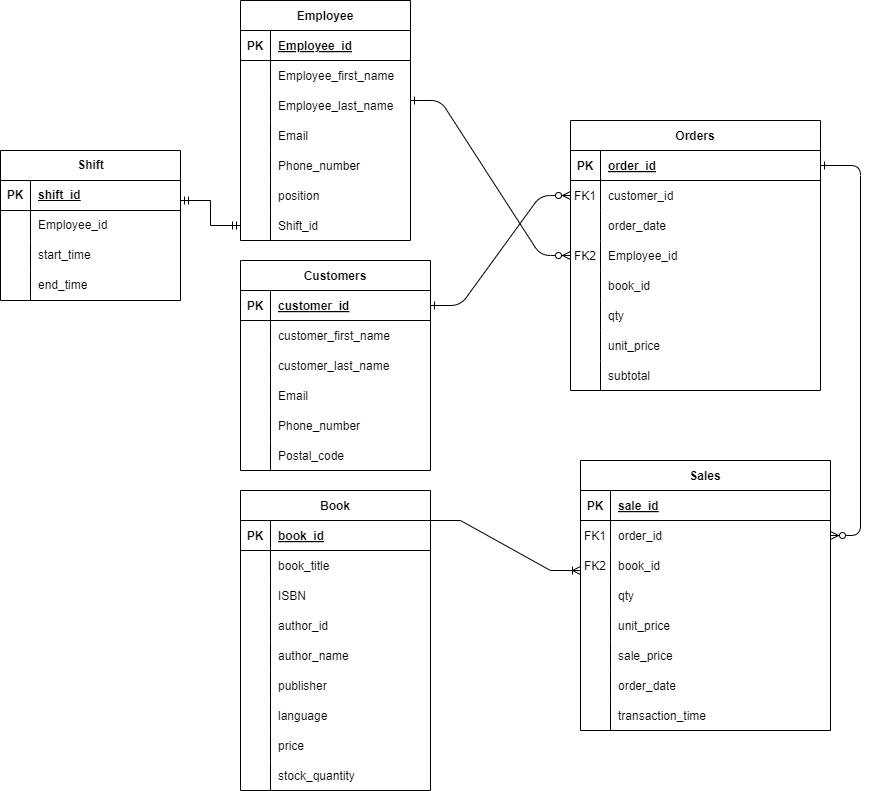 Employee
PK Employee_id
Employee_first_name
Employee_last_name
Email
Phone_number
position
Shift_id
Shift
PK shift_id
Employee_id
start_time
end_time
Orders
PK order_id
FK1 customer_id
order_date
FK2 Employee_id
book_id
qty
unit_price
subtotal
Customers
PK customer_id
customer_first_name
customer_last_name
Email
Phone_number
Postal_code
Sales
PK sale_id
FK1 order_id
FK2 book_id
qty
unit_price
sale_price
order_date
transaction_time
Book
PK book_id
book_title
ISBN
author_id
author_name
publisher
language
price
stock_quantity